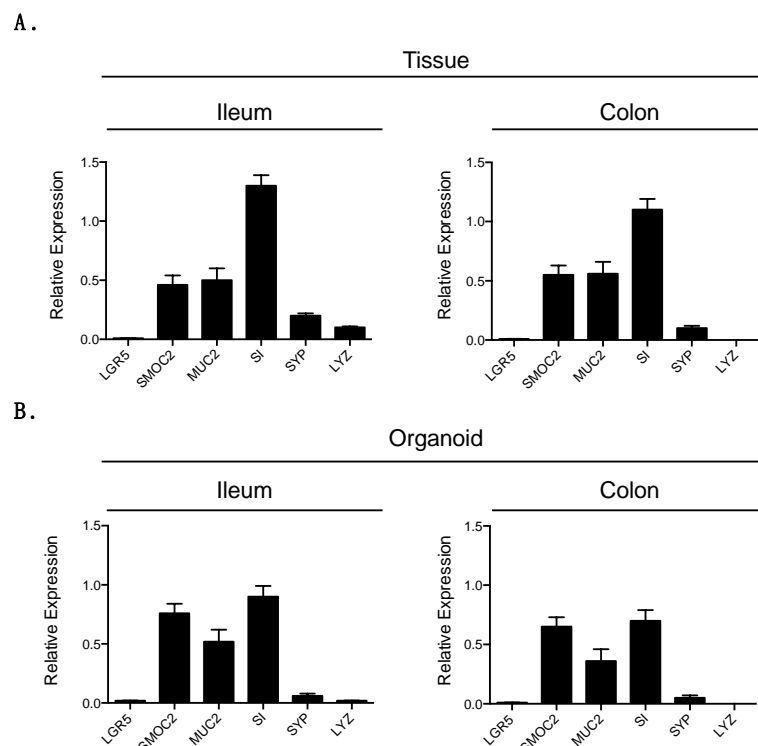 A.
Tissue
Ileum
Colon
Relative Expression
1.5
1.0
0.5
0.0
LGR5
SMOC2
MUC2
SI
SYP
LYZ
Relative Expression
1.5
1.0
0.5
0.0
LGR5
SMOC2
MUC2
SI
SYP
LYZ
B.
Organoid
Ileum
Colon
Relative Expression
1.5
1.0
0.5
0.0
LGR5
SMOC2
MUC2
SI
SYP
LYZ
Relative Expression
1.5
1.0
0.5
0.0
LGR5
SMOC2
MUC2
SI
SYP
LYZ